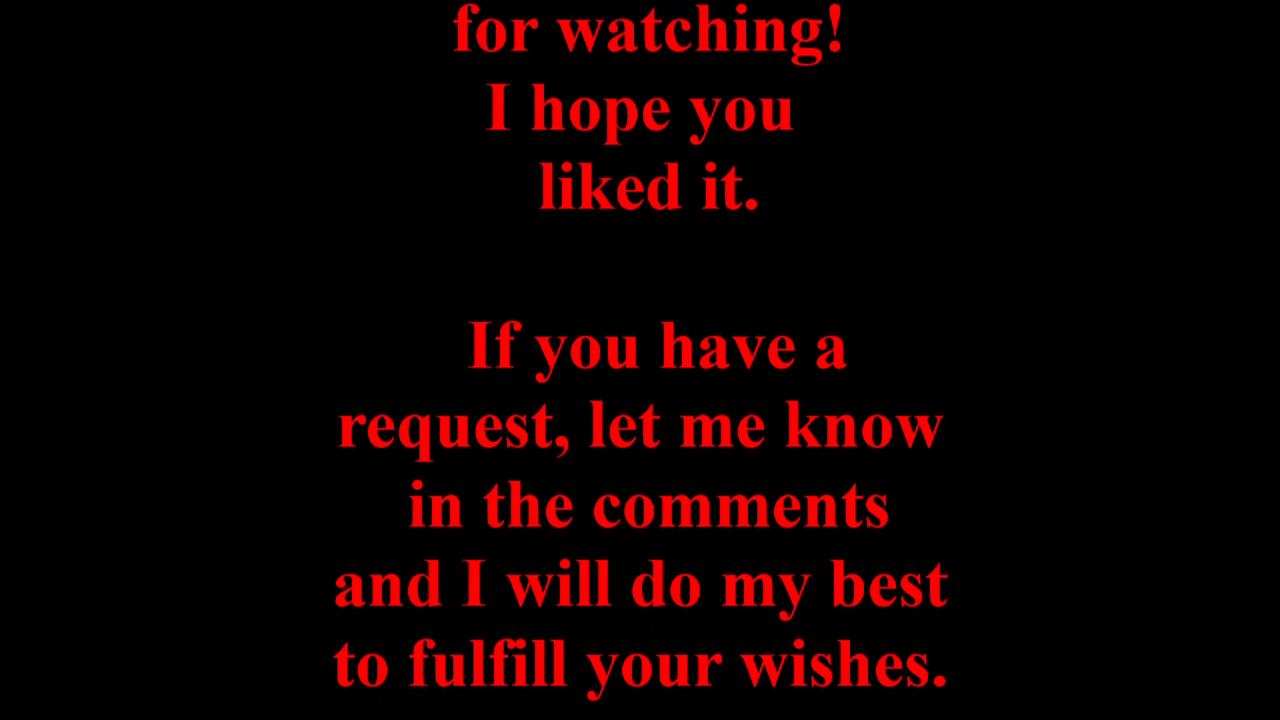 for watching!
I hope you
liked it.
If you have a
request, let me know
in the comments
and I will do my best
to fulfill your wishes.